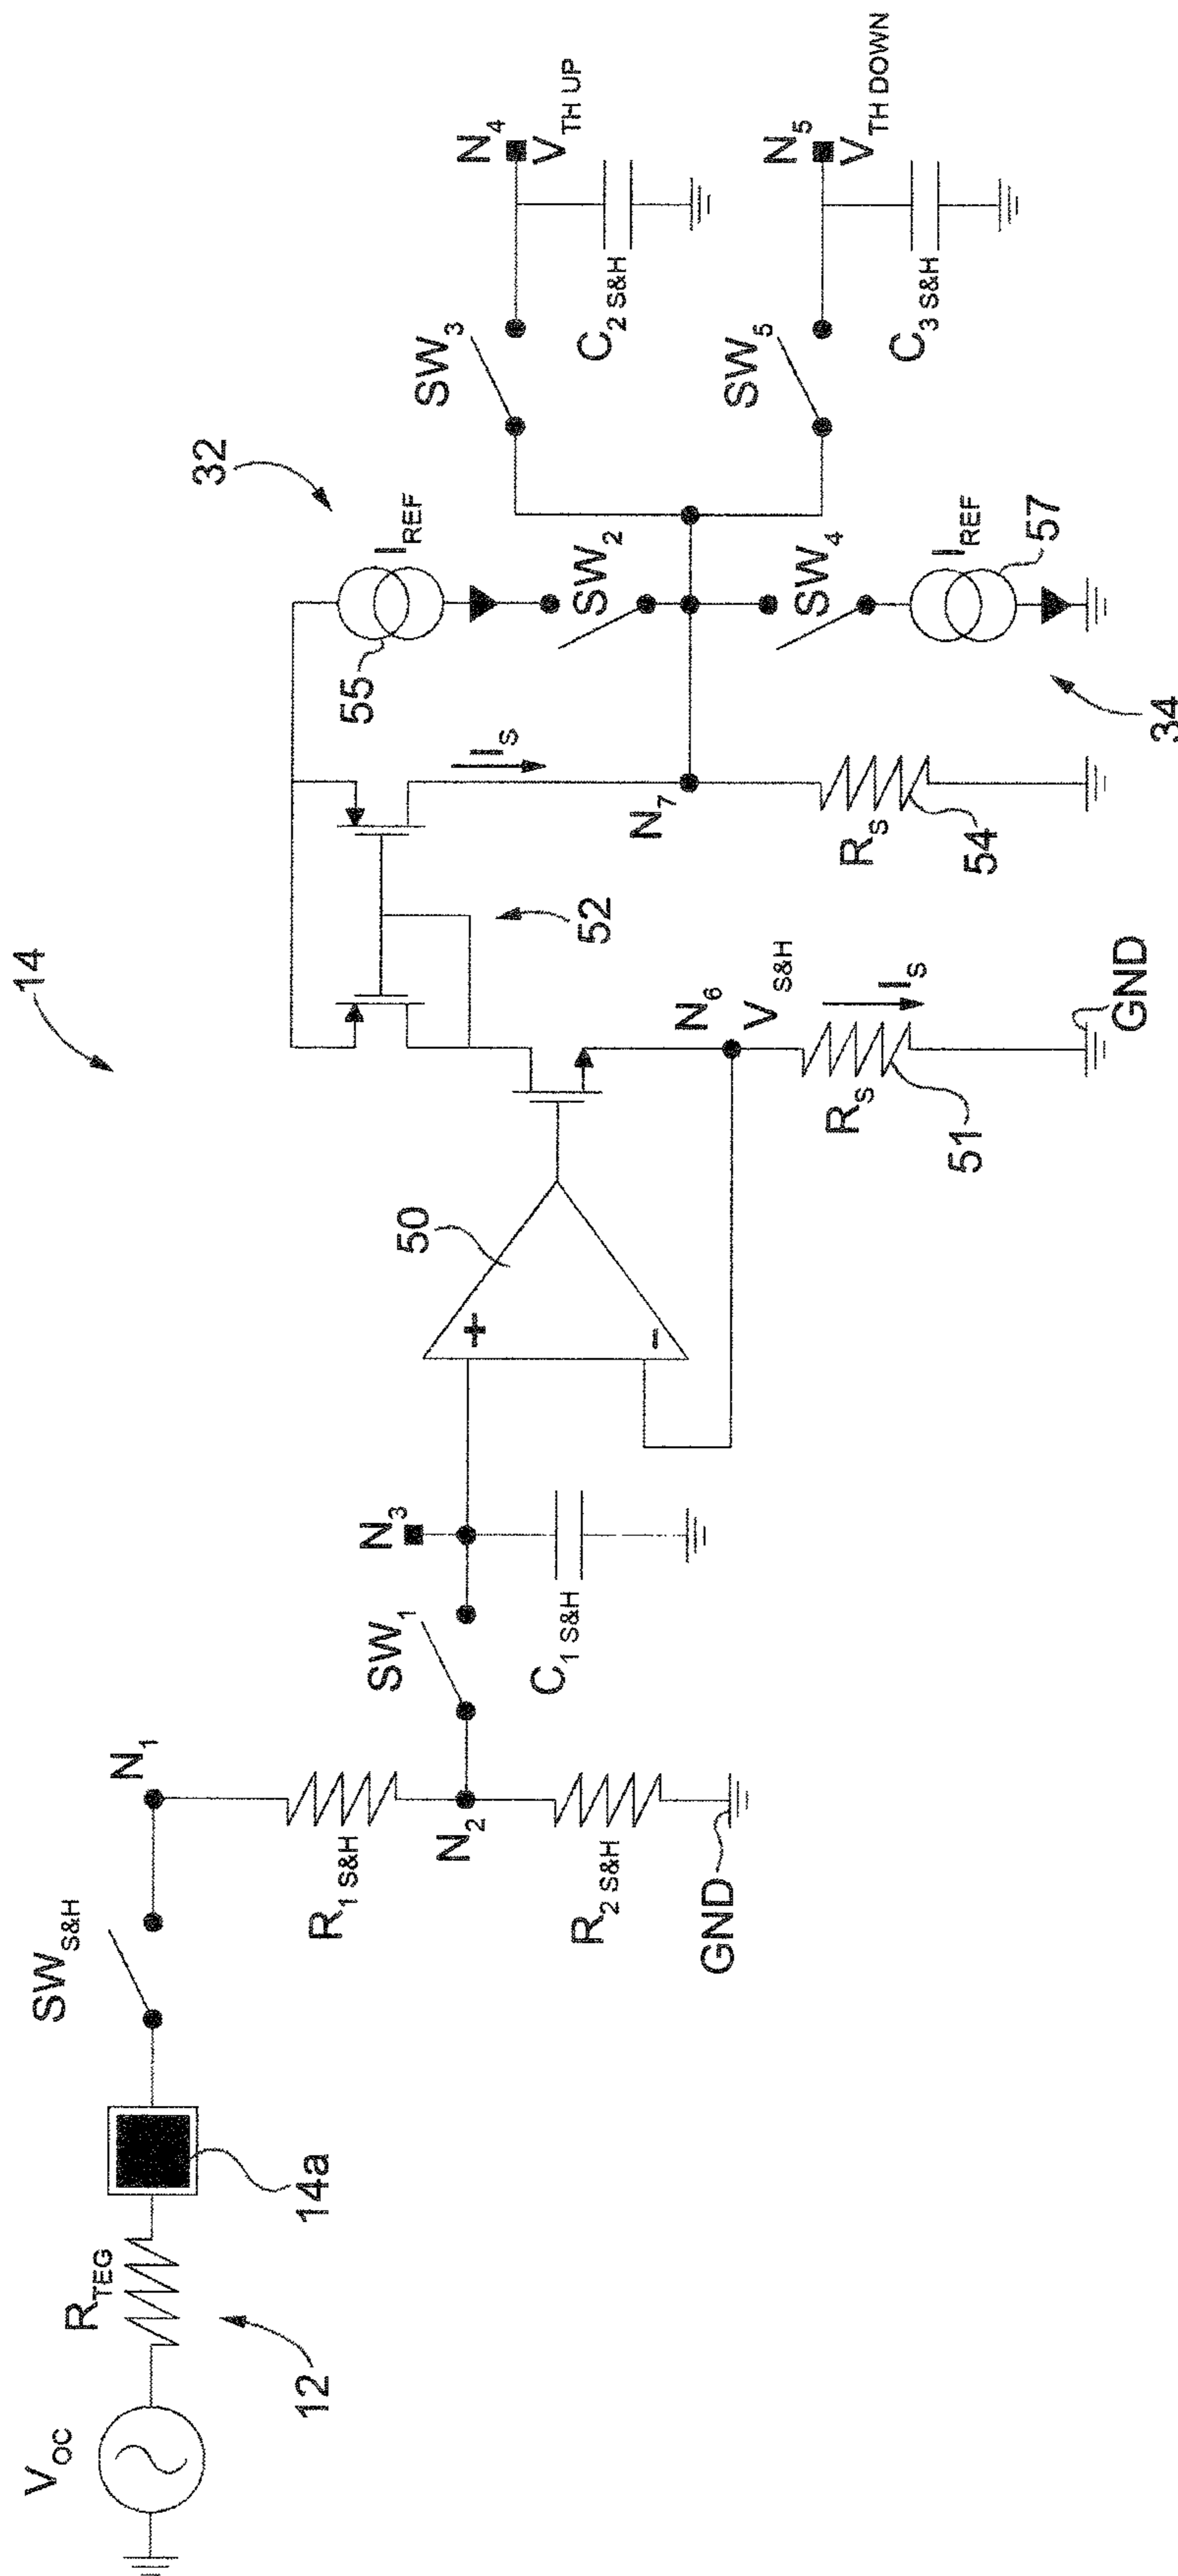 14
V_OC
R_TEG
12
14a
SW_S&H
N_1
R_1 S&H
N_2
R_2 S&H
GND
SW_1
N_3
C_1 S&H
+
-
50
52
N_6
V_S&H
R_S
II_S
51
GND
II_S
N_7
R_S
54
32
55
I_REF
SW_2
SW_4
I_REF
57
34
SW_3
N_4
V_TH UP
C_2 S&H
SW_5
N_5
V_TH DOWN
C_3 S&H